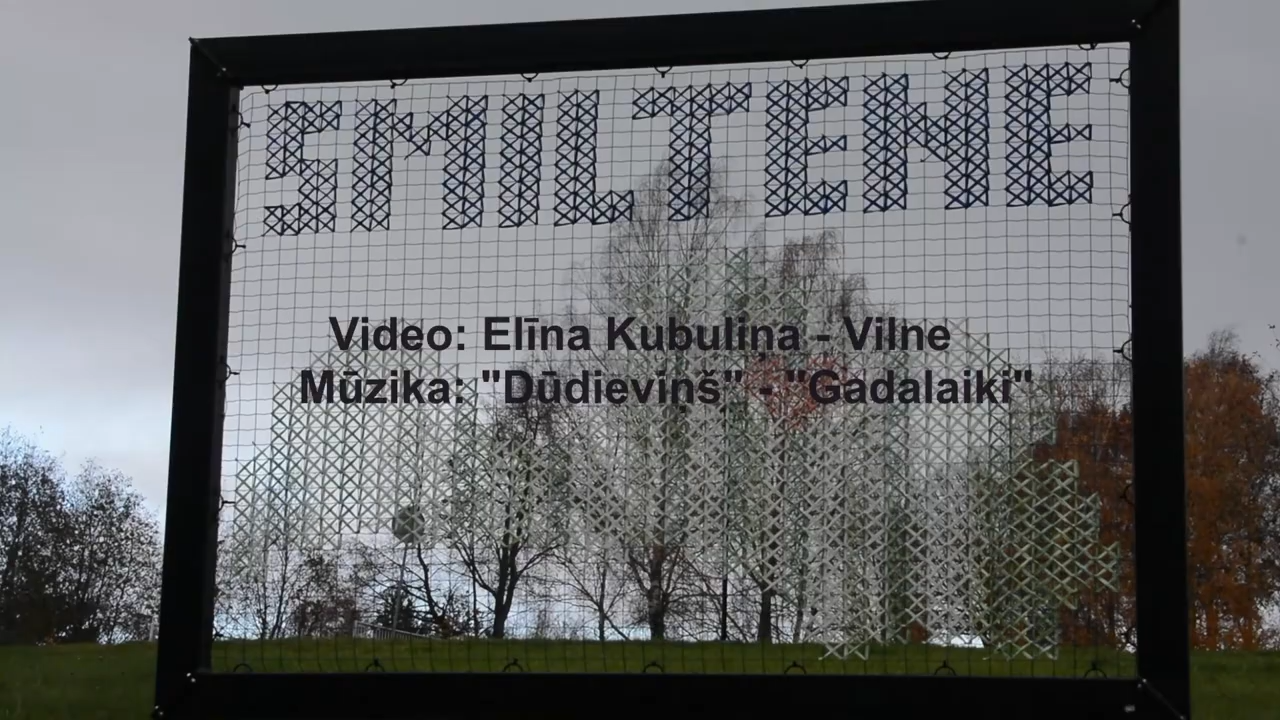 SMILTENE
Video: Elīna Kubuliņa - Vilne
Mūzika: "Dūdieviņš" - "Gadalaiki"